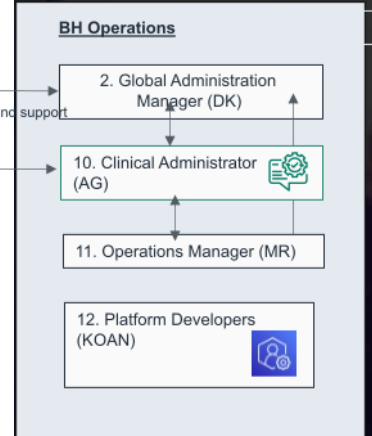 BH Operations
2. Global Administration
Manager (DK)
support
10. Clinical Administrator
(AG)
11. Operations Manager (MR)
12. Platform Developers
(KOAN)